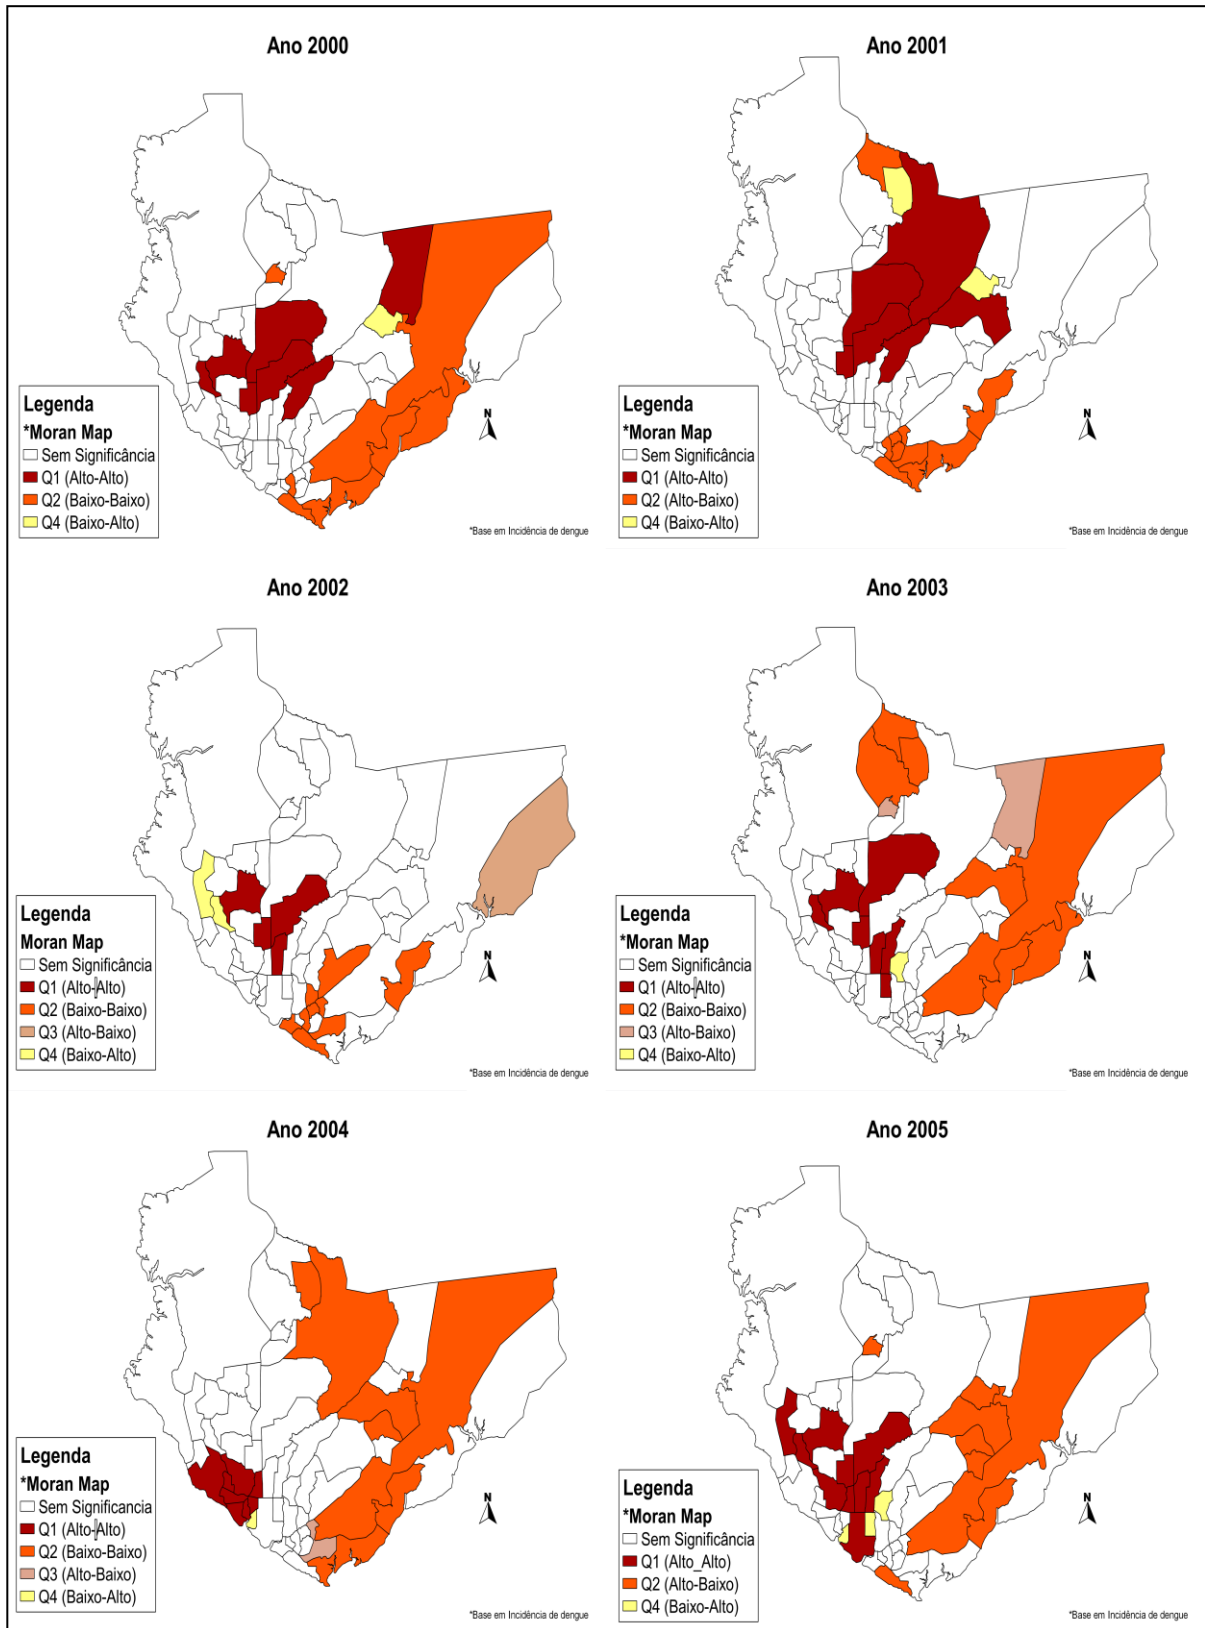 Ano 2000
N
Legenda
*Moran Map
Sem Significância
Q1 (Alto-Alto)
Q2 (Baixo-Baixo)
Q4 (Baixo-Alto)
*Base em Incidência de dengue
Ano 2001
N
Legenda
*Moran Map
Sem Significância
Q1 (Alto-Alto)
Q2 (Alto-Baixo)
Q4 (Baixo-Alto)
*Base em Incidência de dengue
Ano 2002
N
Legenda
Moran Map
Sem Significância
Q1 (Alto-Alto)
Q2 (Baixo-Baixo)
Q3 (Alto-Baixo)
Q4 (Baixo-Alto)
*Base em Incidência de dengue
Ano 2003
N
Legenda
*Moran Map
Sem Significância
Q1 (Alto-Alto)
Q2 (Baixo-Baixo)
Q3 (Alto-Baixo)
Q4 (Baixo-Alto)
*Base em Incidência de dengue
Ano 2004
N
Legenda
*Moran Map
Sem Significancia
Q1 (Alto-Alto)
Q2 (Baixo-Baixo)
Q3 (Alto-Baixo)
Q4 (Baixo-Alto)
*Base em Incidência de dengue
Ano 2005
N
Legenda
*Moran Map
Sem Significância
Q1 (Alto_Alto)
Q2 (Alto-Baixo)
Q4 (Baixo-Alto)
*Base em Incidência de dengue